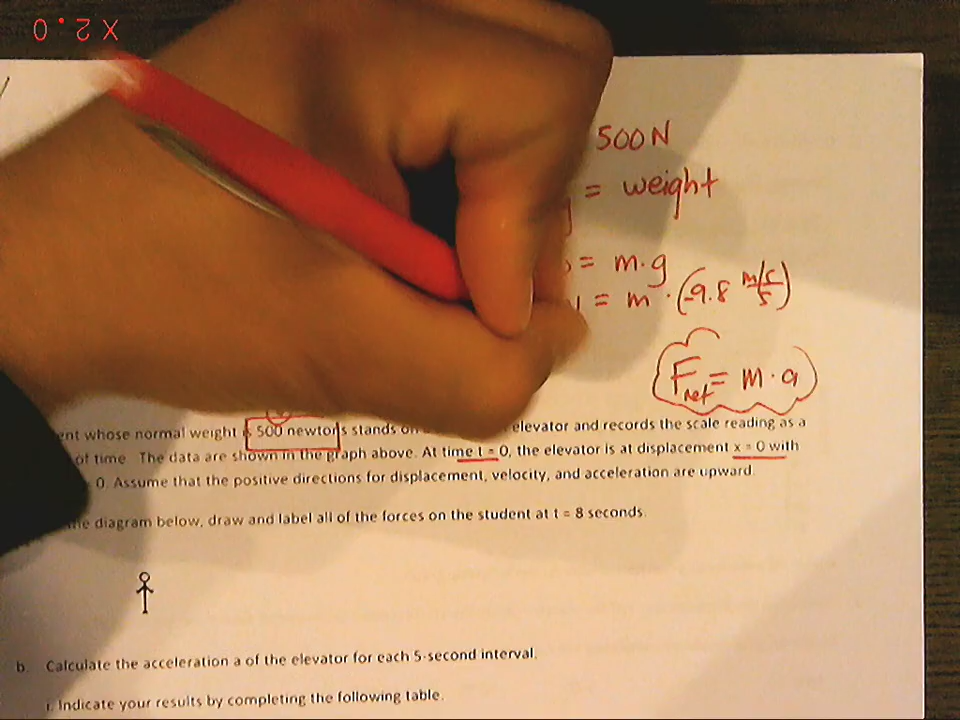 X 2.0
500 N
= weight
= m·g
= m·(-9.8 m/s/s)
Fnet = m·a
ent whose normal weight is 500 newtons stands on elevator and records the scale reading as a
of time. The data are shown in the graph above. At time t = 0, the elevator is at displacement x = 0 with
0. Assume that the positive directions for displacement, velocity, and acceleration are upward.
the diagram below, draw and label all of the forces on the student at t = 8 seconds.
b. Calculate the acceleration a of the elevator for each 5-second interval.
i. Indicate your results by completing the following table.